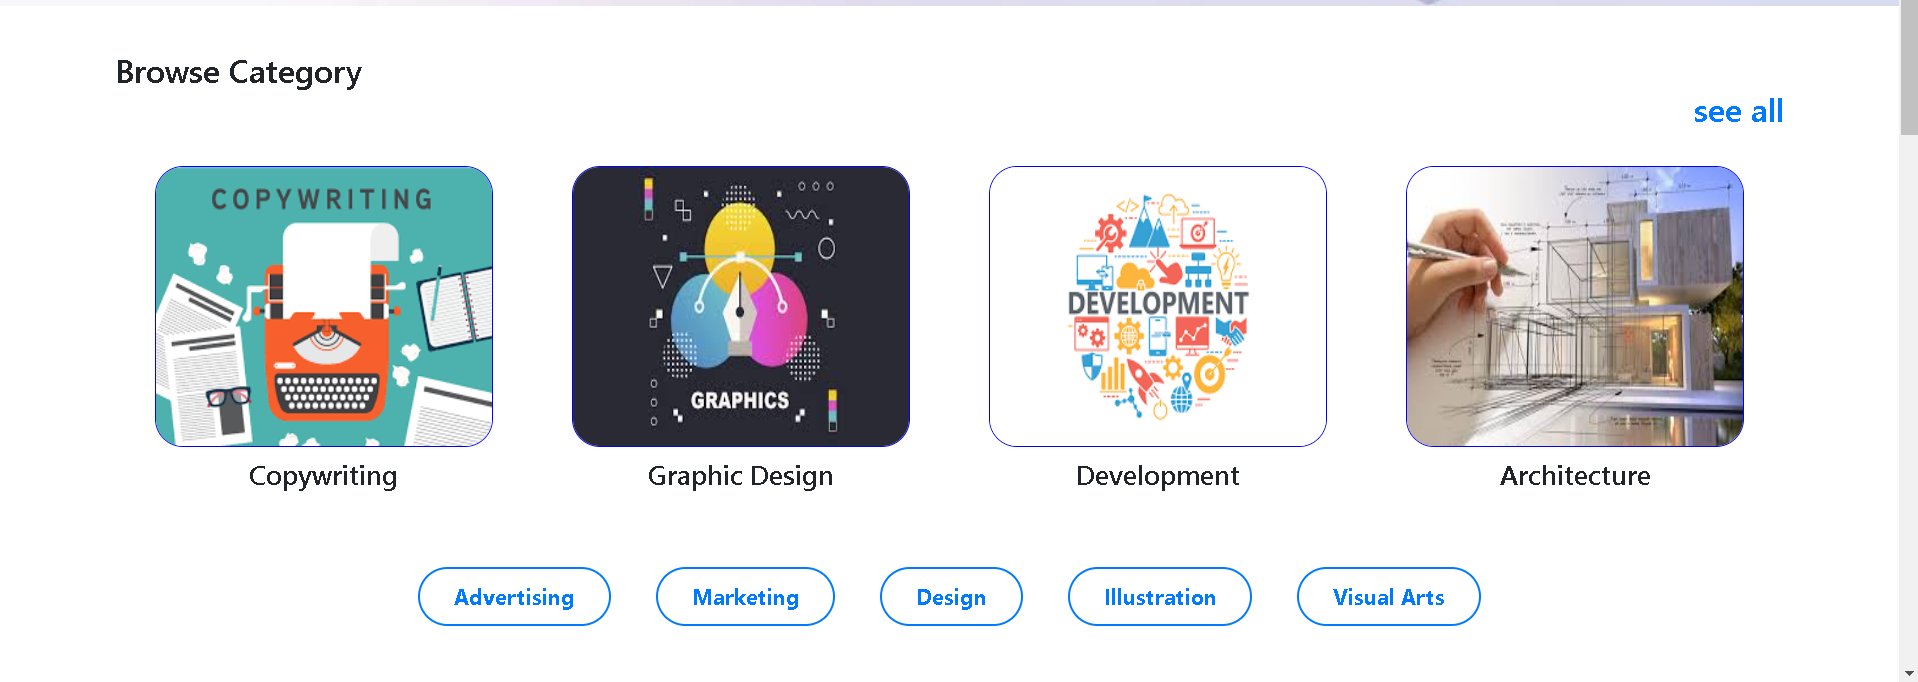 Browse Category
see all
COPYWRITING
GRAPHICS
DEVELOPMENT
Copywriting
Graphic Design
Development
Architecture
Advertising
Marketing
Design
Illustration
Visual Arts